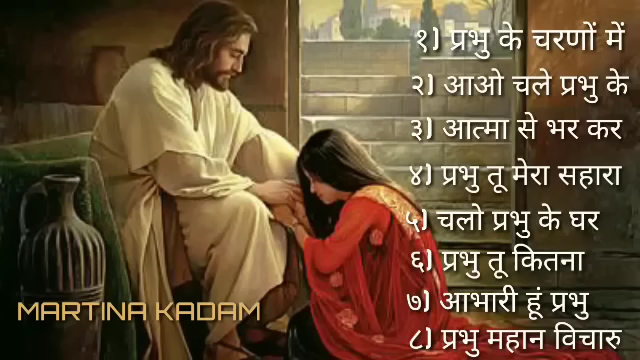 १) प्रभु के चरणों में
२) आओ चले प्रभु के
३) आत्मा से भर कर
४) प्रभु तू मेरा सहारा
५) चलो प्रभु के घर
६) प्रभु तू कितना
७) आभारी हूं प्रभु
८) प्रभु महान विचारु
MARTINA KADAM